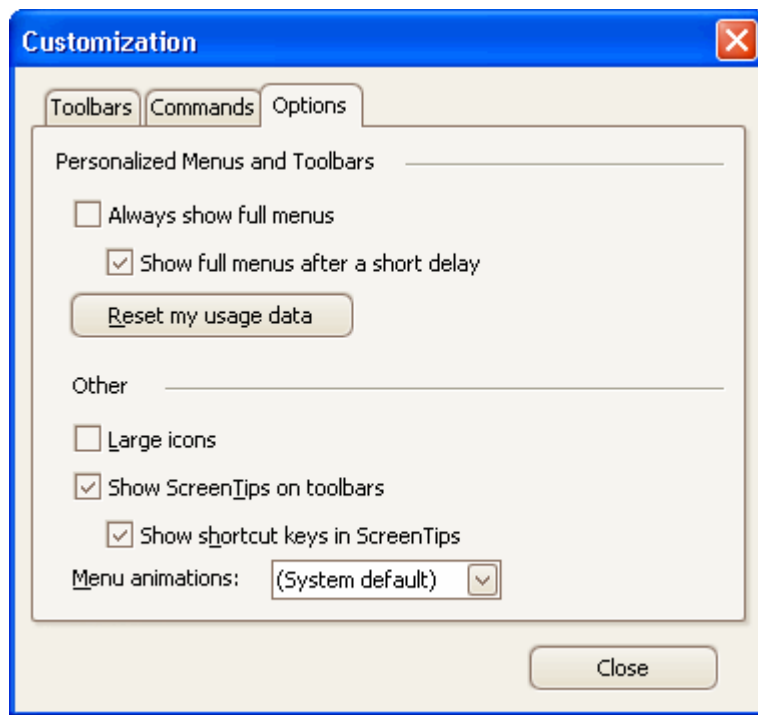 Customization
Toolbars Commands Options
Personalized Menus and Toolbars
Always show full menus
Show full menus after a short delay
Reset my usage data
Other
Large icons
Show ScreenTips on toolbars
Show shortcut keys in ScreenTips
Menu animations: (System default)
Close